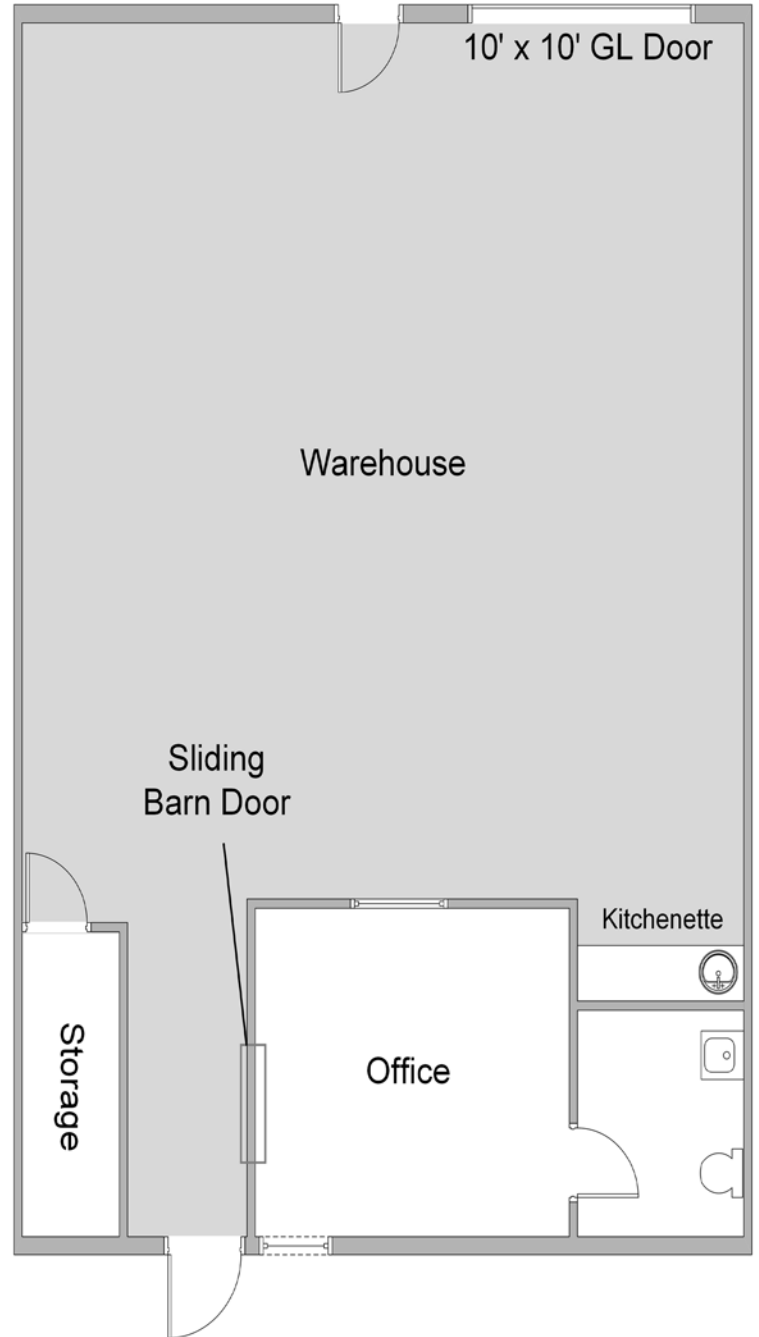 10' x 10' GL Door
Warehouse
Sliding
Barn Door
Kitchenette
Storage
Office